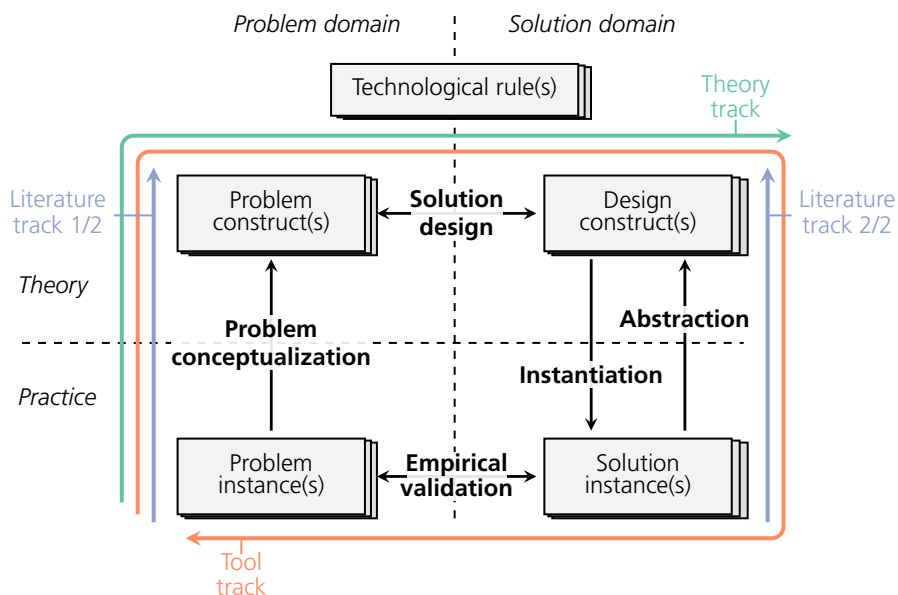 Problem domain
Solution domain
Technological rule(s)
Theory
track
Literature
track 1/2
Problem
construct(s)
Solution
design
Design
construct(s)
Literature
track 2/2
Theory
Problem
conceptualization
Abstraction
Instantiation
Practice
Problem
instance(s)
Empirical
validation
Solution
instance(s)
Tool
track